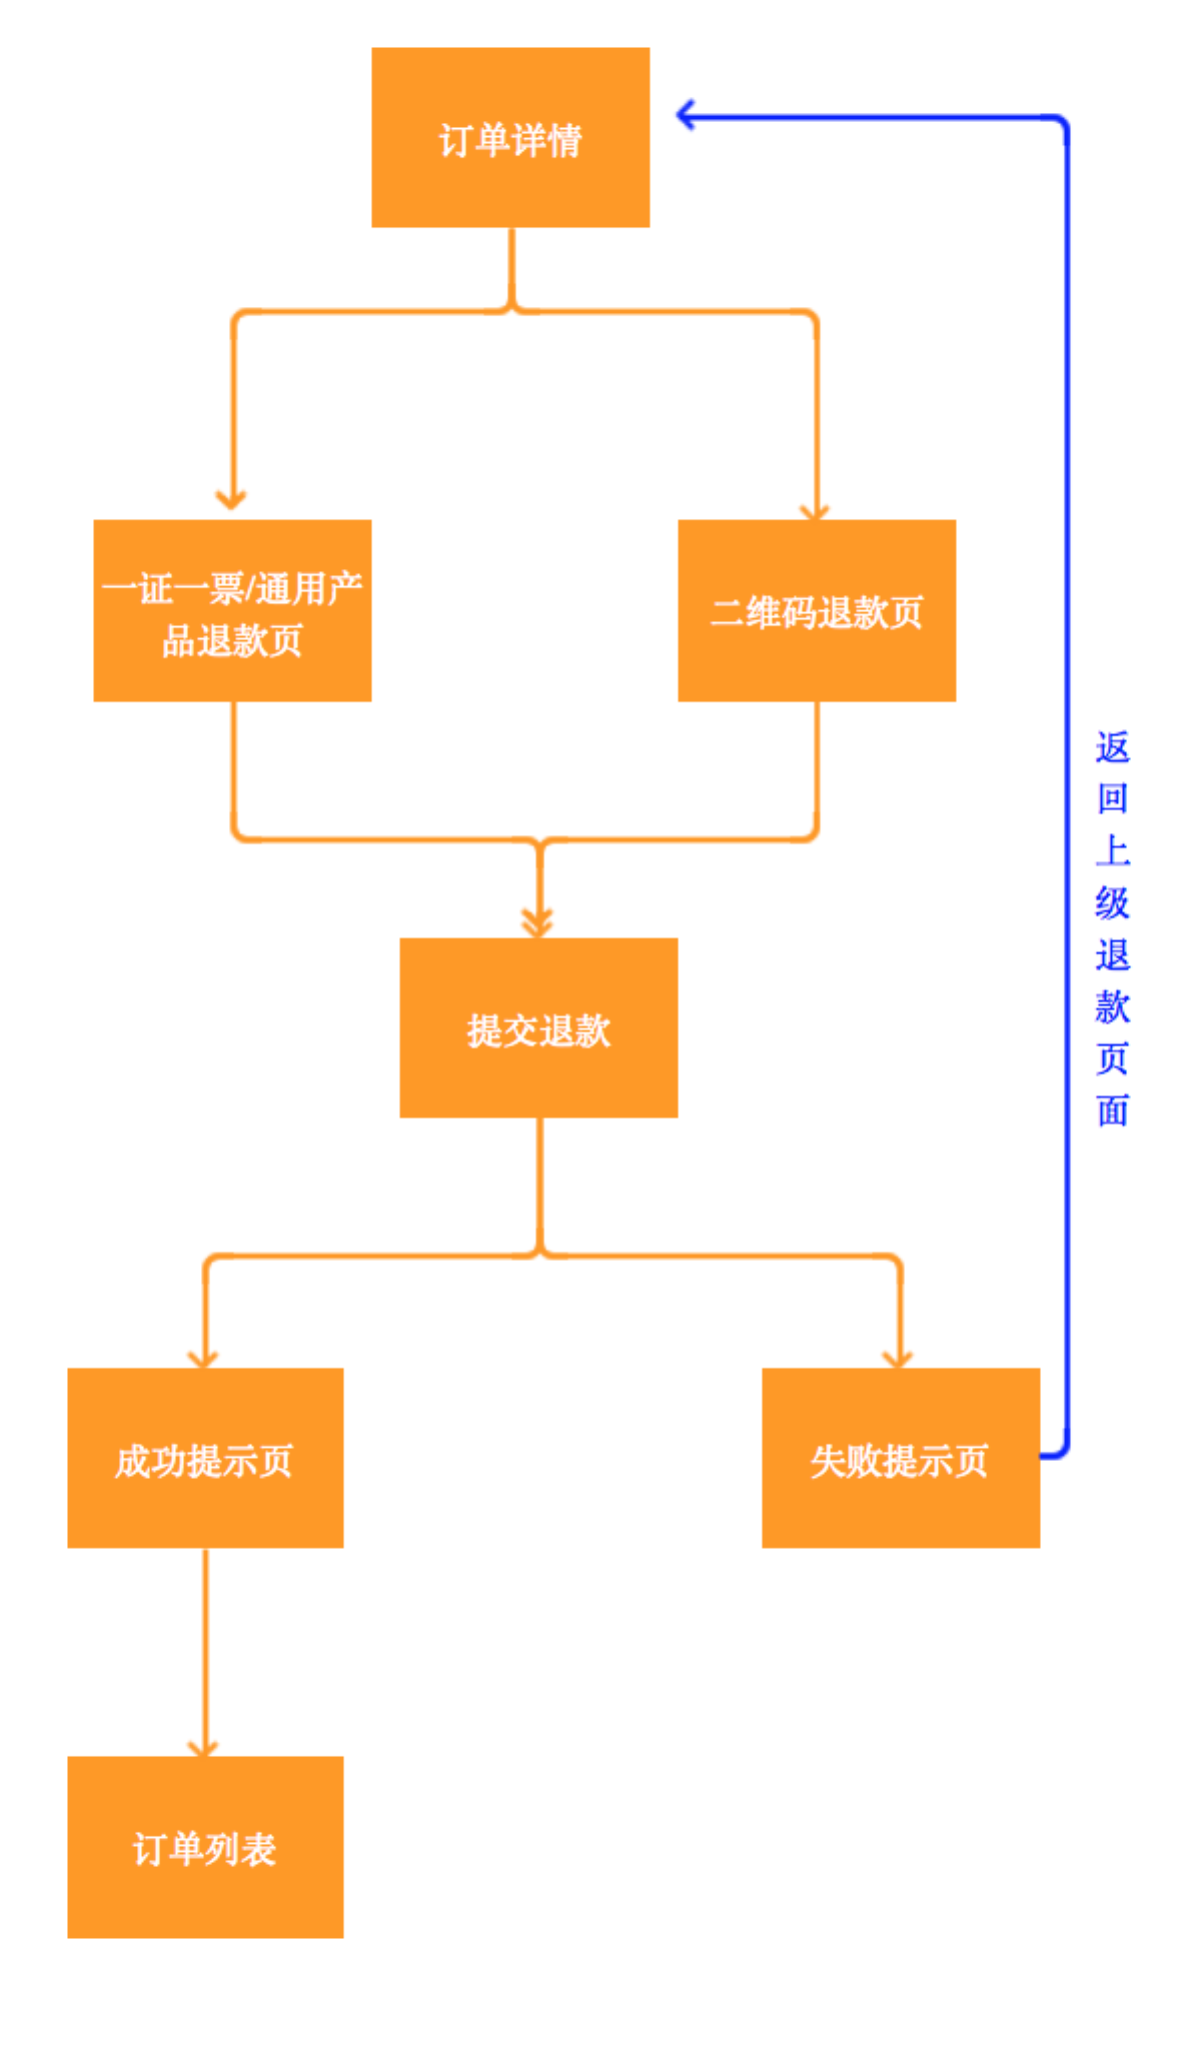 订单详情
一证一票/通用产
品退款页
二维码退款页
返回上级退款页面
提交退款
成功提示页
失败提示页
订单列表